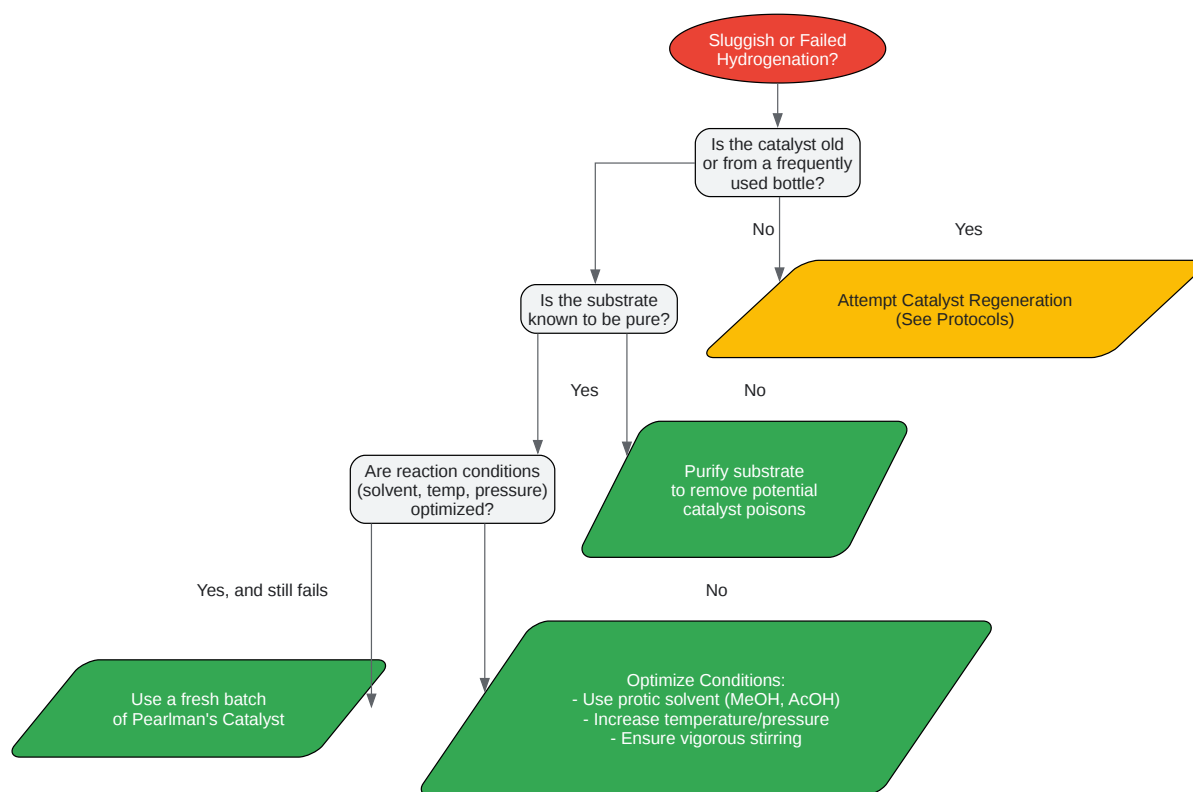 Sluggish or Failed
Hydrogenation?
Is the catalyst old
or from a frequently
used bottle?
No
Yes
Is the substrate
known to be pure?
Attempt Catalyst Regeneration
(See Protocols)
Yes
No
Are reaction conditions
(solvent, temp, pressure)
optimized?
Purify substrate
to remove potential
catalyst poisons
Yes, and still fails
No
Use a fresh batch
of Pearlman's Catalyst
Optimize Conditions:
- Use protic solvent (MeOH, AcOH)
- Increase temperature/pressure
- Ensure vigorous stirring